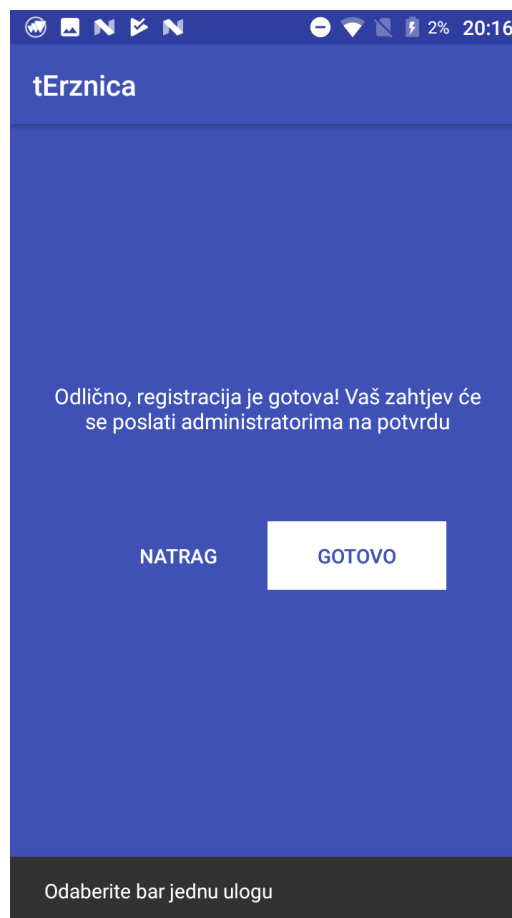 2% 20:16
tErznica
Odlično, registracija je gotova! Vaš zahtjev će
se poslati administratorima na potvrdu
NATRAG GOTOVO
Odaberite bar jednu ulogu